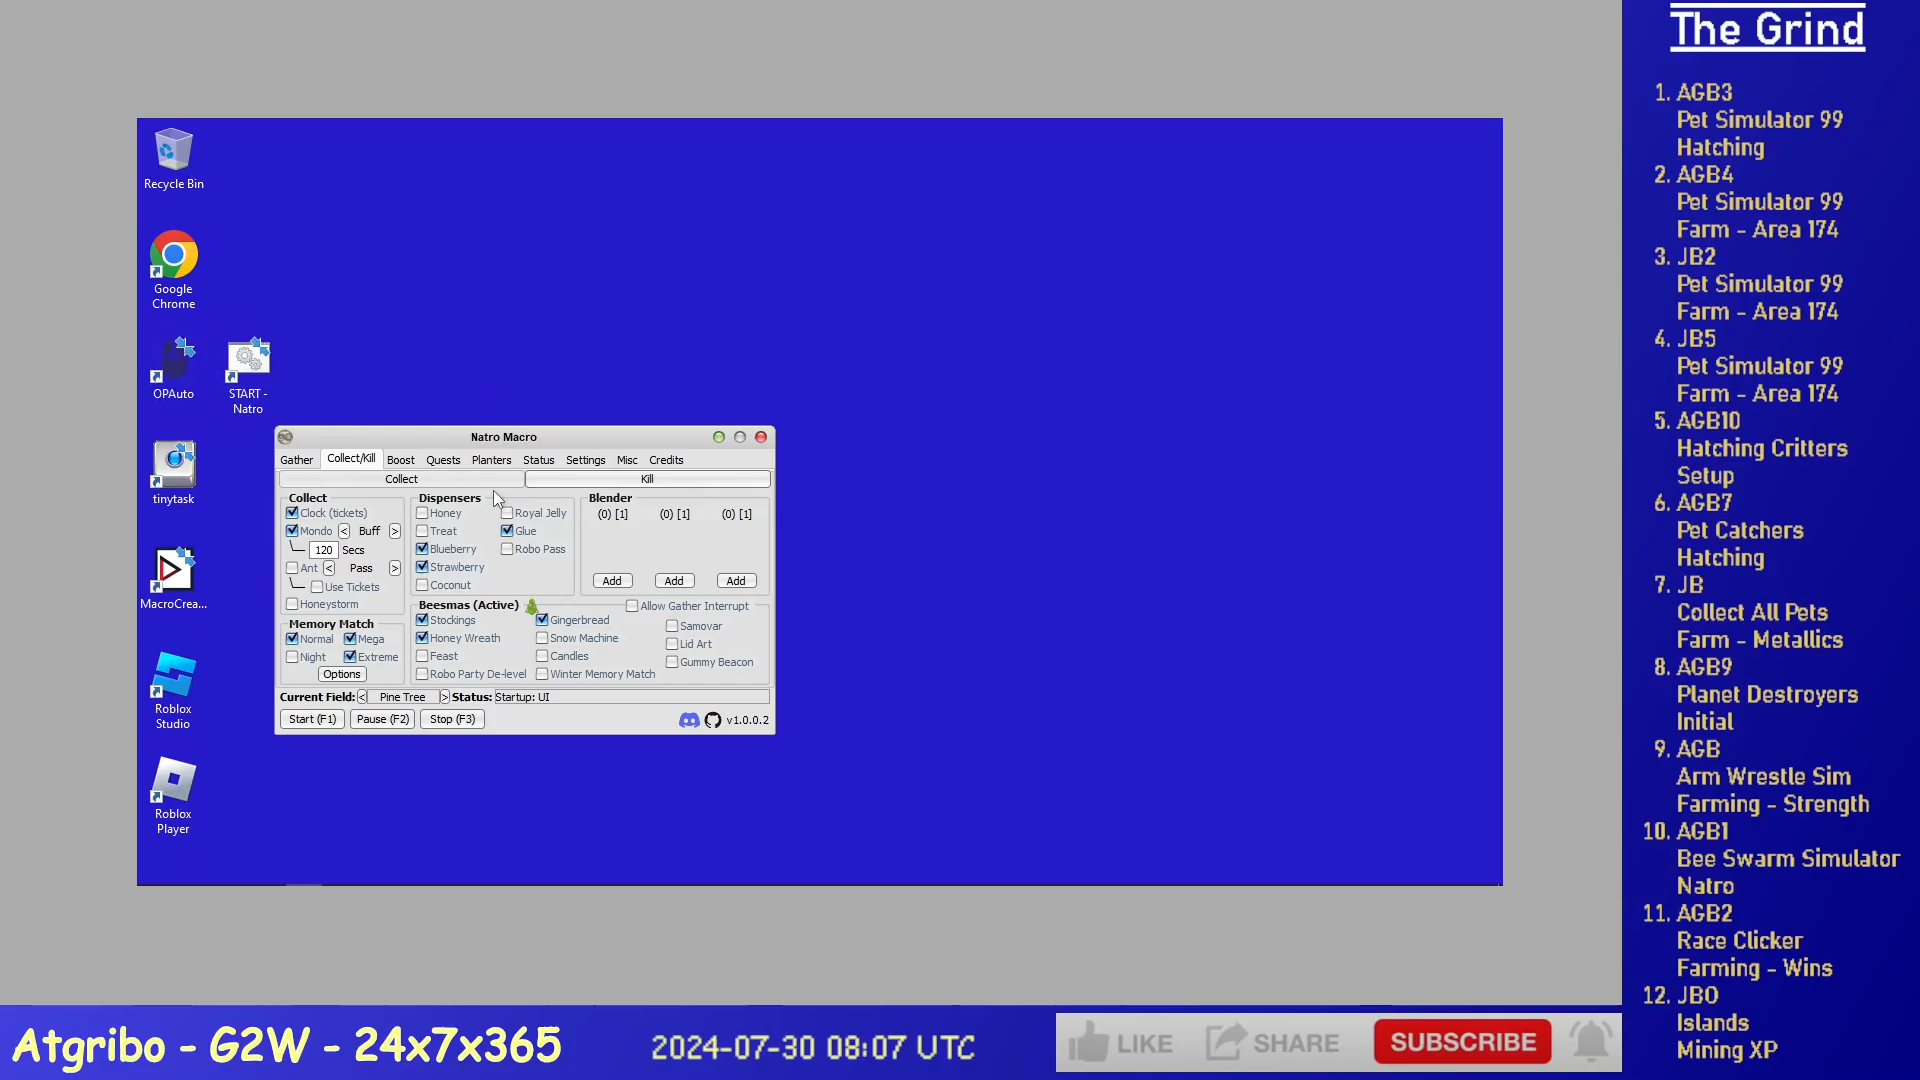 The Grind
1. AGB3
Pet Simulator 99
Hatching
2. AGB4
Pet Simulator 99
Farm - Area 174
3. JB2
Pet Simulator 99
Farm - Area 174
4. JB5
Pet Simulator 99
Farm - Area 174
5. AGB10
Hatching Critters
Setup
6. AGB7
Pet Catchers
Hatching
7. JB
Collect All Pets
Farm - Metallics
8. AGB9
Planet Destroyers
Initial
9. AGB
Arm Wrestle Sim
Farming - Strength
10. AGB1
Bee Swarm Simulator
Natro
11. AGB2
Race Clicker
Farming - Wins
12. JB0
Islands
Mining XP
Recycle Bin
Google
Chrome
OPAuto
START -
Natro
tinytask
MacroCrea...
Roblox
Studio
Roblox
Player
Natro Macro
Gather Collect/Kill Boost Quests Planters Status Settings Misc Credits
Collect Kill
Collect
Clock (tickets)
Mondo < Buff >
120 Secs
Ant < Pass >
Use Tickets
Honeystorm
Memory Match
Normal Mega
Night Extreme
Options
Dispensers
Honey Royal Jelly
Treat Glue
Blueberry Robo Pass
Strawberry
Coconut
Blender
(0) [1] (0) [1] (0) [1]
Add Add Add
Beesmas (Active) Allow Gather Interrupt
Stockings Gingerbread Samovar
Honey Wreath Snow Machine Lid Art
Feast Candles Gummy Beacon
Robo Party De-level Winter Memory Match
Current Field: < Pine Tree > Status: Startup: UI
Start (F1) Pause (F2) Stop (F3) v1.0.0.2
Atgribo - G2W - 24x7x365
2024-07-30 08:07 UTC
LIKE SHARE SUBSCRIBE